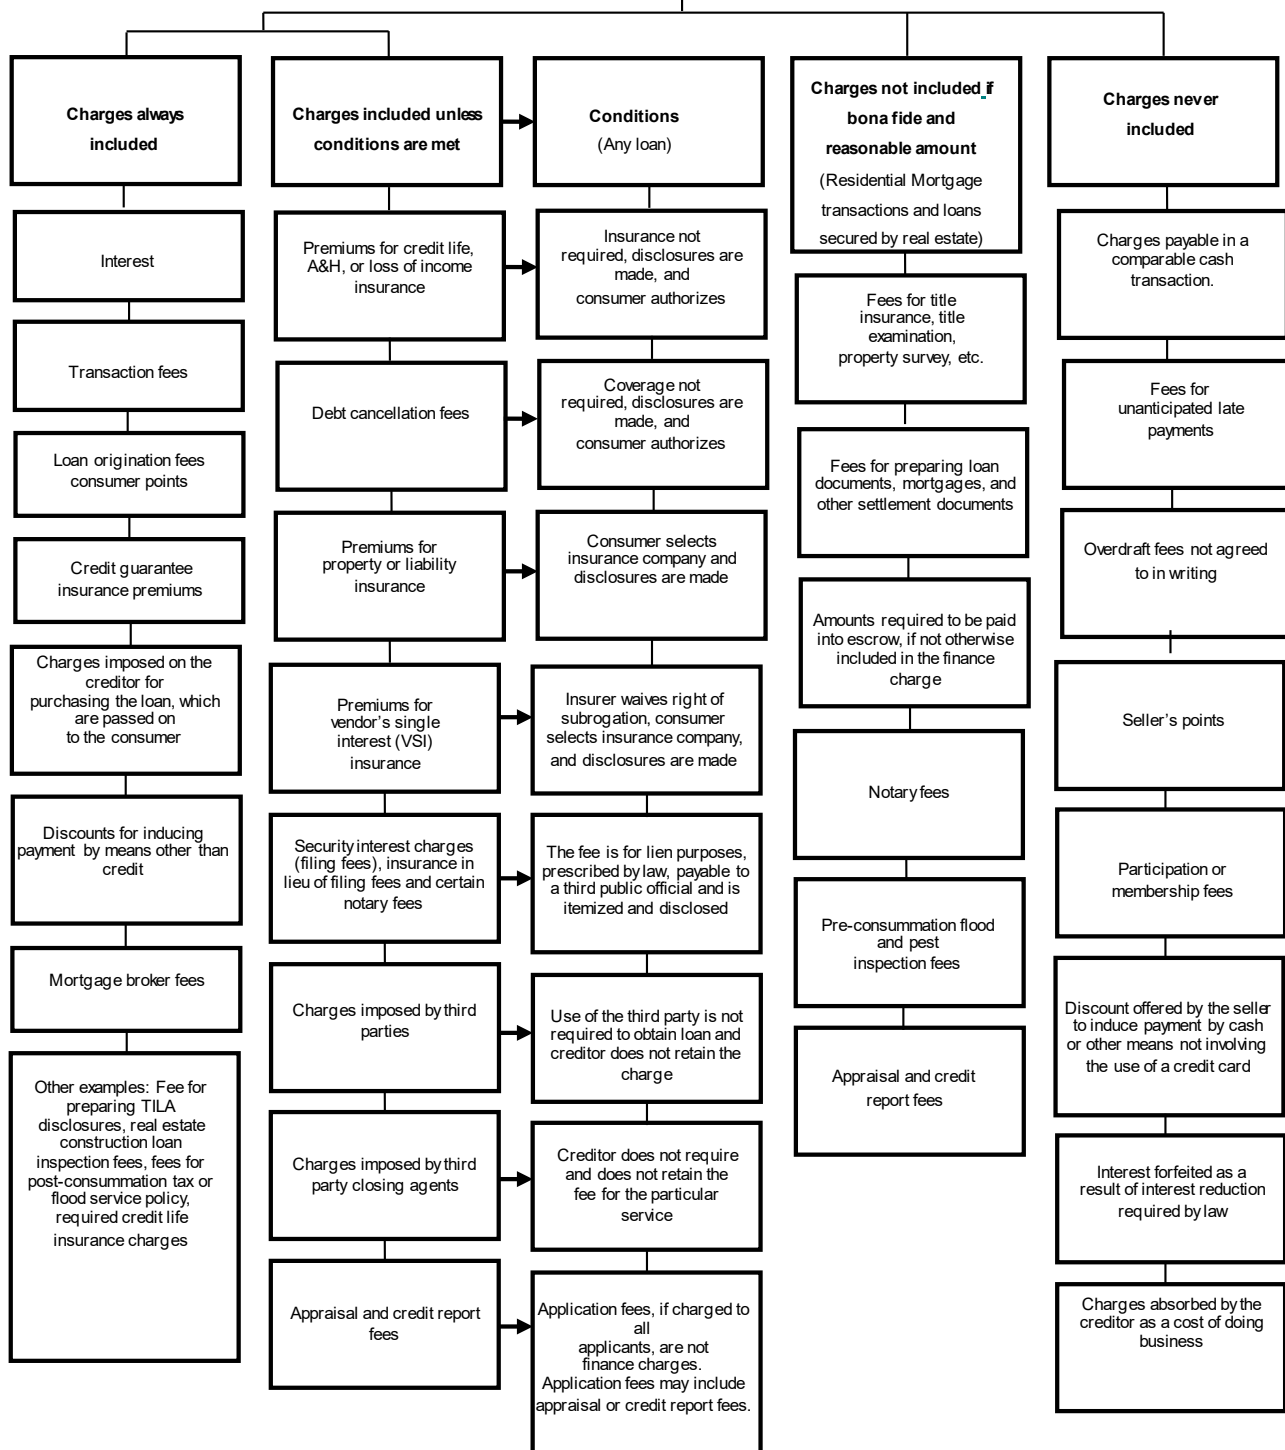 Charges always
included
Interest
Transaction fees
Loan origination fees
consumer points
Credit guarantee
insurance premiums
Charges imposed on the
creditor for
purchasing the loan, which
are passed on
to the consumer
Discounts for inducing
payment by means other than
credit
Mortgage broker fees
Other examples: Fee for
preparing TILA
disclosures, real estate
construction loan
inspection fees, fees for
post-consummation tax or
flood service policy,
required credit life
insurance charges
Charges included unless
conditions are met
Premiums for credit life,
A&H, or loss of income
insurance
Debt cancellation fees
Premiums for
property or liability
insurance
Premiums for
vendor's single
interest (VSI)
insurance
Security interest charges
(filing fees), insurance in
lieu of filing fees and certain
notary fees
Charges imposed by third
parties
Charges imposed by third
party closing agents
Appraisal and credit report
fees
Conditions
(Any loan)
Insurance not
required, disclosures are
made, and
consumer authorizes
Coverage not
required, disclosures are
made, and
consumer authorizes
Consumer selects
insurance company and
disclosures are made
Insurer waives right of
subrogation, consumer
selects insurance company,
and disclosures are made
The fee is for lien purposes,
prescribed by law, payable to
a third public official and is
itemized and disclosed
Use of the third party is not
required to obtain loan and
creditor does not retain the
charge
Creditor does not require
and does not retain the
fee for the particular
service
Application fees, if charged to
all
applicants, are not
finance charges.
Application fees may include
appraisal or credit report fees.
Charges not included if
bona fide and
reasonable amount
(Residential Mortgage
transactions and loans
secured by real estate)
Fees for title
insurance, title
examination,
property survey, etc.
Fees for preparing loan
documents, mortgages, and
other settlement documents
Amounts required to be paid
into escrow, if not otherwise
included in the finance
charge
Notary fees
Pre-consummation flood
and pest
inspection fees
Appraisal and credit
report fees
Charges never
included
Charges payable in a
comparable cash
transaction.
Fees for
unanticipated late
payments
Overdraft fees not agreed
to in writing
Seller's points
Participation or
membership fees
Discount offered by the seller
to induce payment by cash
or other means not involving
the use of a credit card
Interest forfeited as a
result of interest reduction
required by law
Charges absorbed by the
creditor as a cost of doing
business